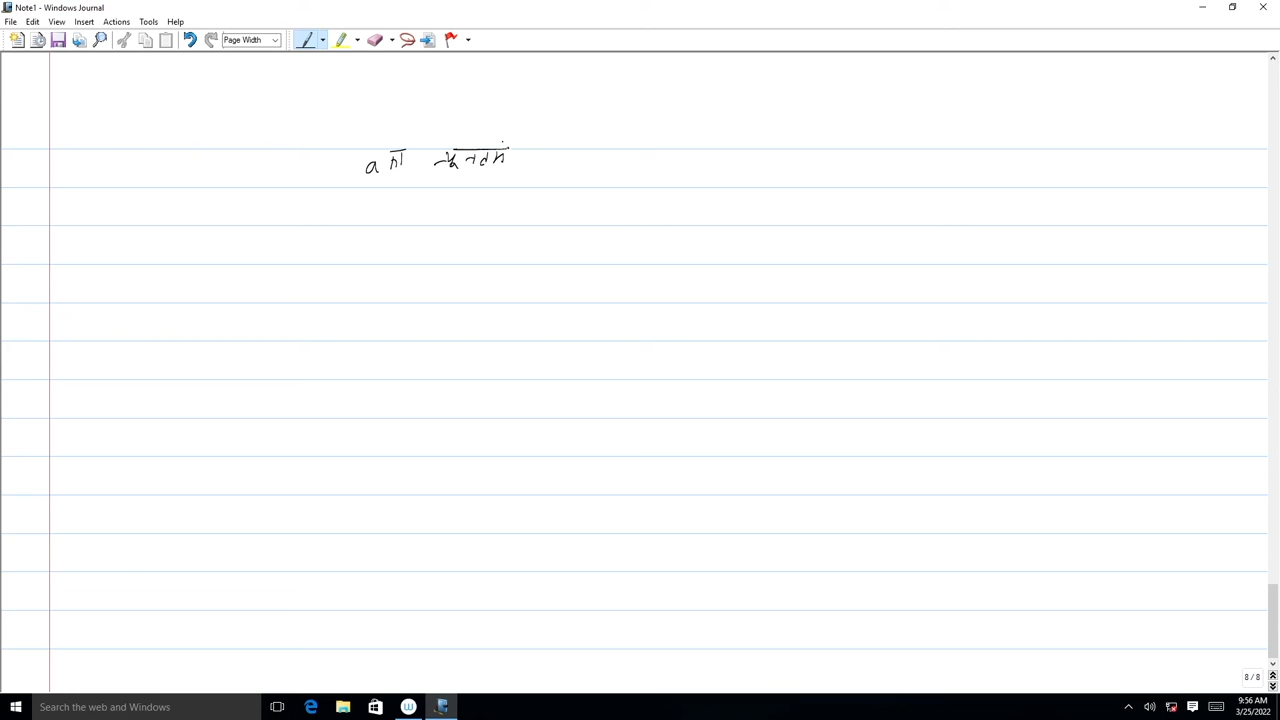 Note1 - Windows Journal
File Edit View Insert Actions Tools Help
Page Width
a
8 / 8
Search the web and Windows
9:56 AM
3/25/2022